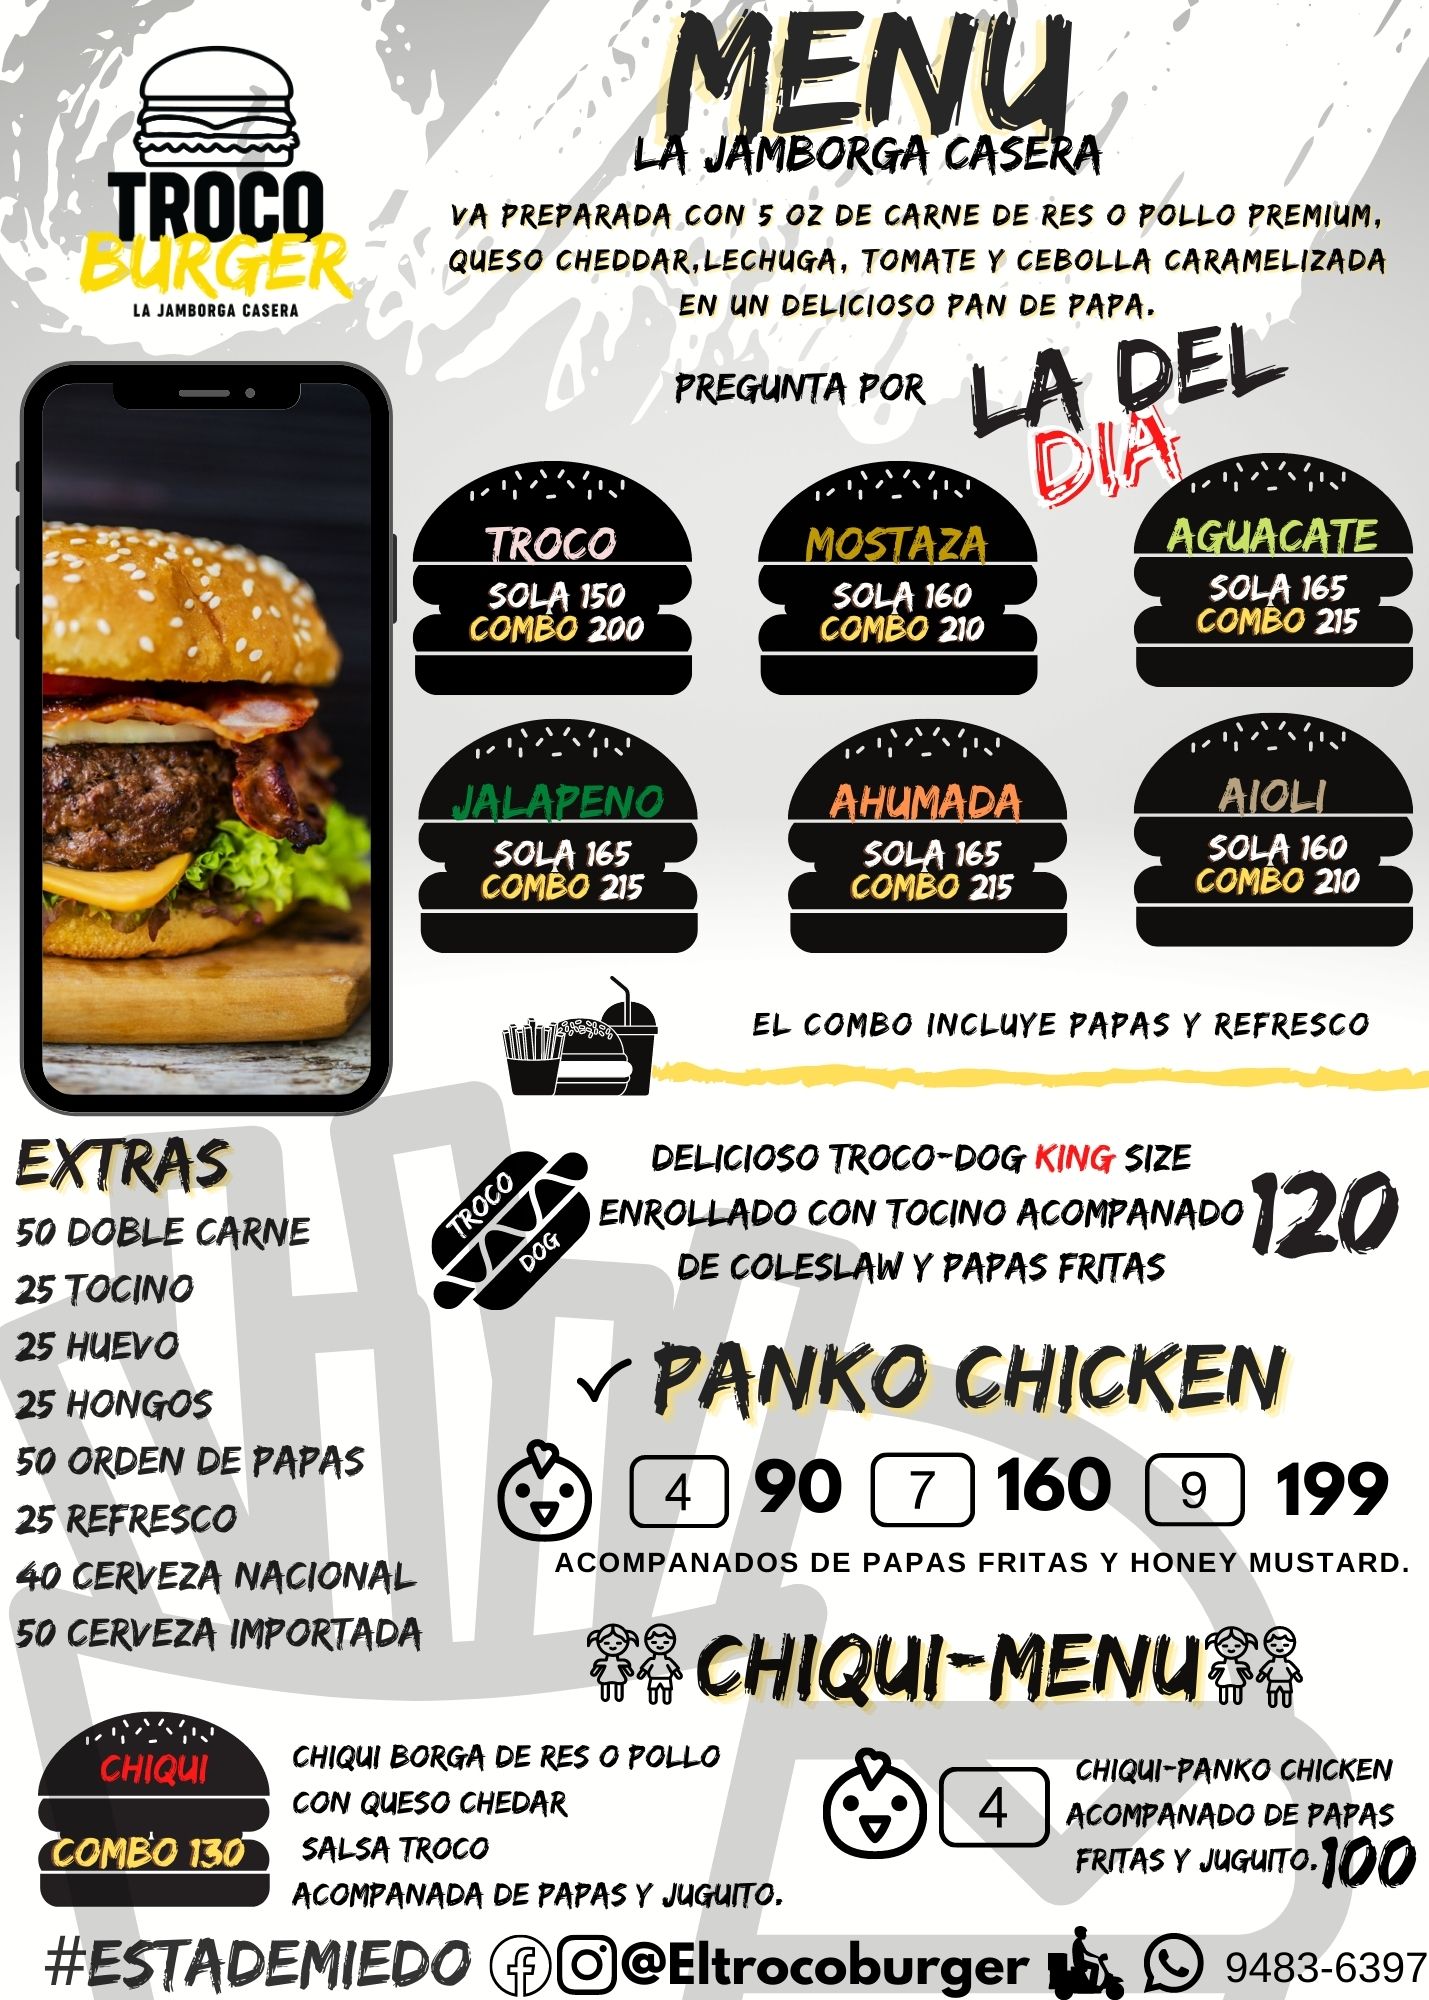 TROCO
BURGER
LA JAMBORGA CASERA
MENU
LA JAMBORGA CASERA
VA PREPARADA CON 5 OZ DE CARNE DE RES O POLLO PREMIUM,
QUESO CHEDDAR,LECHUGA, TOMATE Y CEBOLLA CARAMELIZADA
EN UN DELICIOSO PAN DE PAPA.
PREGUNTA POR
LA DEL
DIA
TROCO
SOLA 150
COMBO 200
MOSTAZA
SOLA 160
COMBO 210
AGUACATE
SOLA 165
COMBO 215
JALAPENO
SOLA 165
COMBO 215
AHUMADA
SOLA 165
COMBO 215
AIOLI
SOLA 160
COMBO 210
EL COMBO INCLUYE PAPAS Y REFRESCO
EXTRAS
50 DOBLE CARNE
25 TOCINO
25 HUEVO
25 HONGOS
50 ORDEN DE PAPAS
25 REFRESCO
40 CERVEZA NACIONAL
50 CERVEZA IMPORTADA
TROCO
DOG
DELICIOSO TROCO-DOG KING SIZE
ENROLLADO CON TOCINO ACOMPANADO
DE COLESLAW Y PAPAS FRITAS
120
PANKO CHICKEN
4 90 7 160 9 199
ACOMPANADOS DE PAPAS FRITAS Y HONEY MUSTARD.
CHIQUI-MENU
CHIQUI
COMBO 130
CHIQUI BORGA DE RES O POLLO
CON QUESO CHEDAR
SALSA TROCO
ACOMPANADA DE PAPAS Y JUGUITO.
4
CHIQUI-PANKO CHICKEN
ACOMPANADO DE PAPAS
FRITAS Y JUGUITO.
100
#ESTADEMIEDO @Eltrocoburger 9483-6397